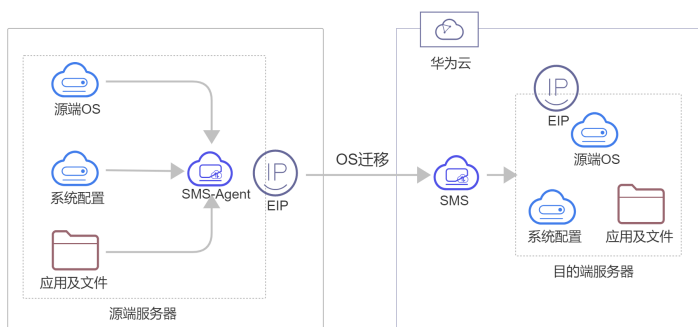 华为云
源端OS
系统配置
应用及文件
SMS-Agent
IP
EIP
源端服务器
OS迁移
SMS
IP
EIP
源端OS
系统配置
应用及文件
目的端服务器